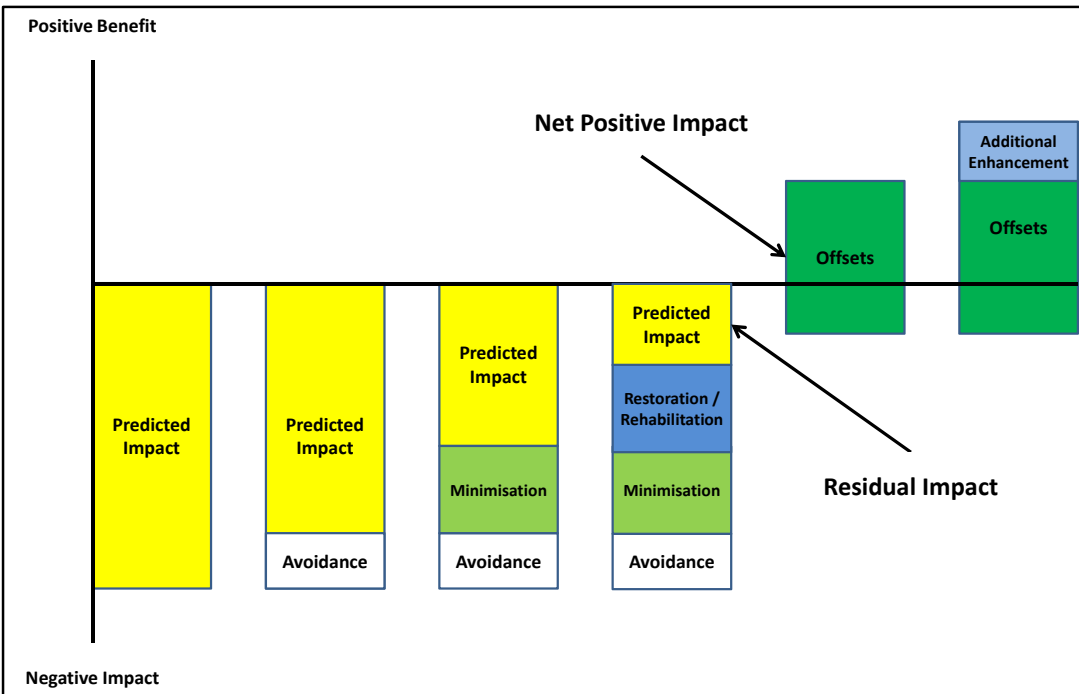 Positive Benefit
Net Positive Impact
Additional
Enhancement
Offsets
Offsets
Predicted
Impact
Predicted
Impact
Restoration /
Rehabilitation
Predicted
Impact
Predicted
Impact
Minimisation
Minimisation
Residual Impact
Avoidance
Avoidance
Avoidance
Negative Impact